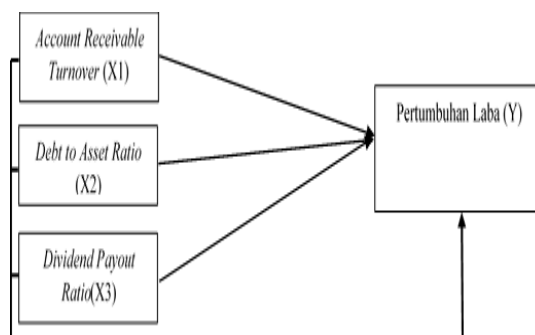 Account Receivable
Turnover (X1)
Debt to Asset Ratio
(X2)
Dividend Payout
Ratio(X3)
Pertumbuhan Laba (Y)